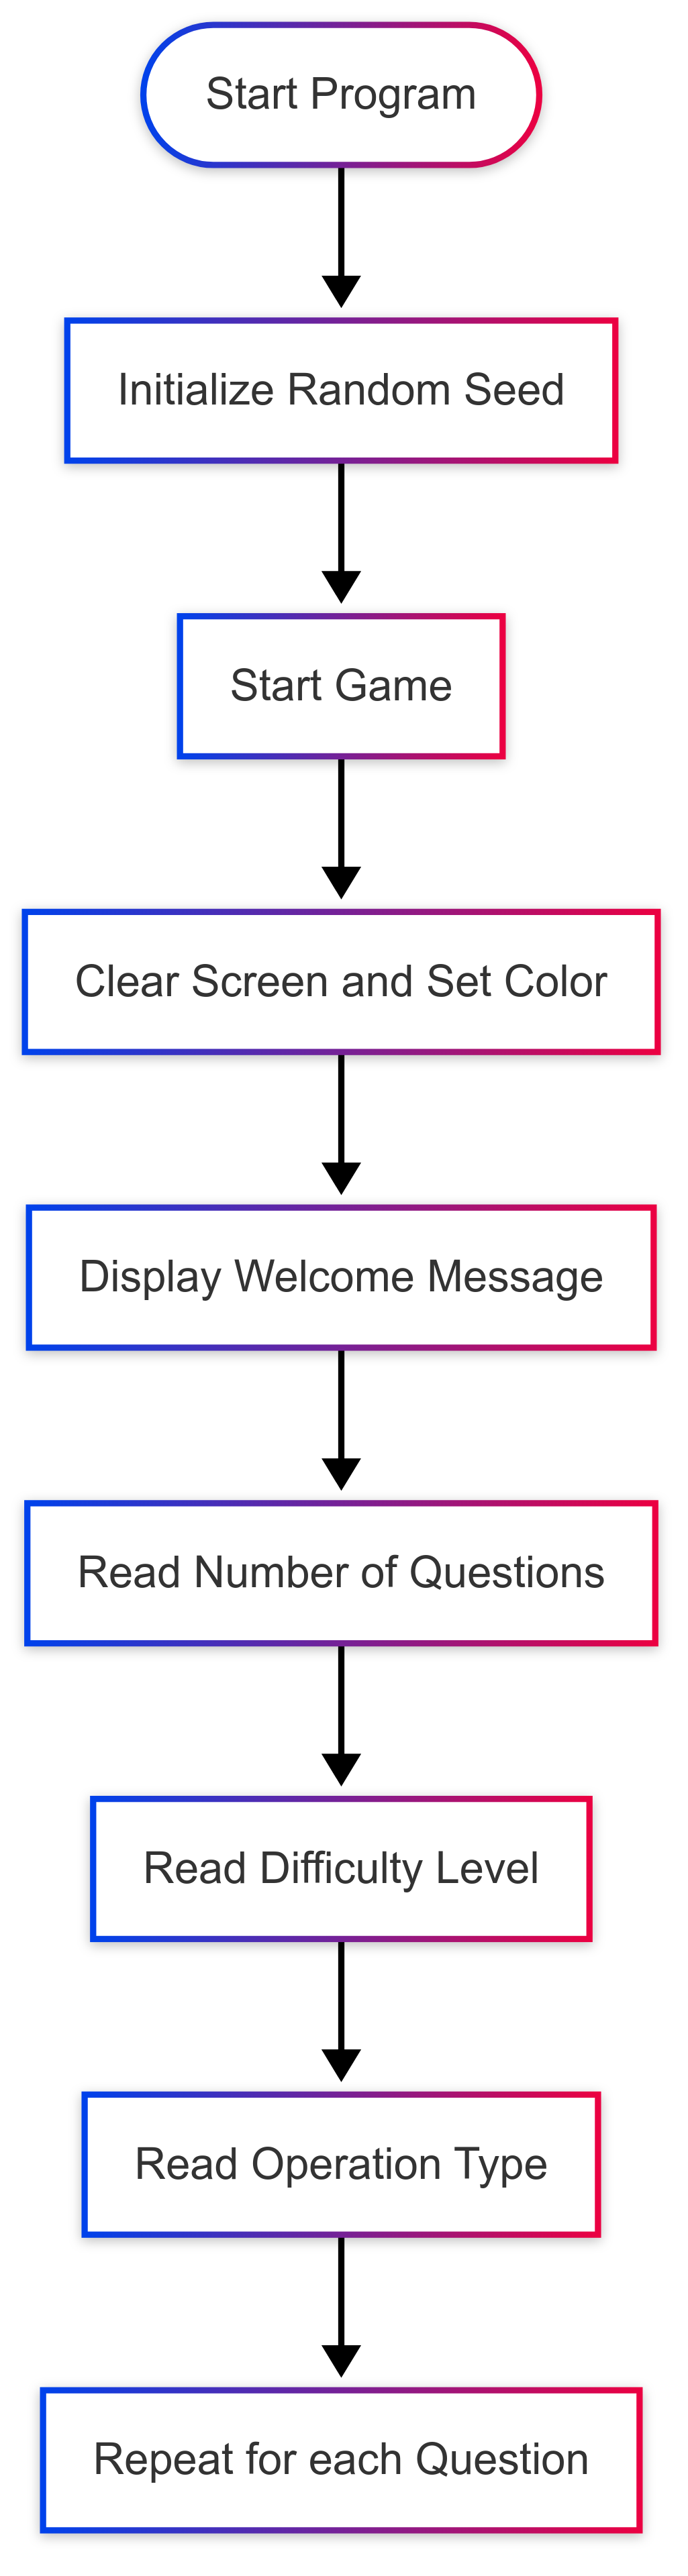 Start Program
Initialize Random Seed
Start Game
Clear Screen and Set Color
Display Welcome Message
Read Number of Questions
Read Difficulty Level
Read Operation Type
Repeat for each Question